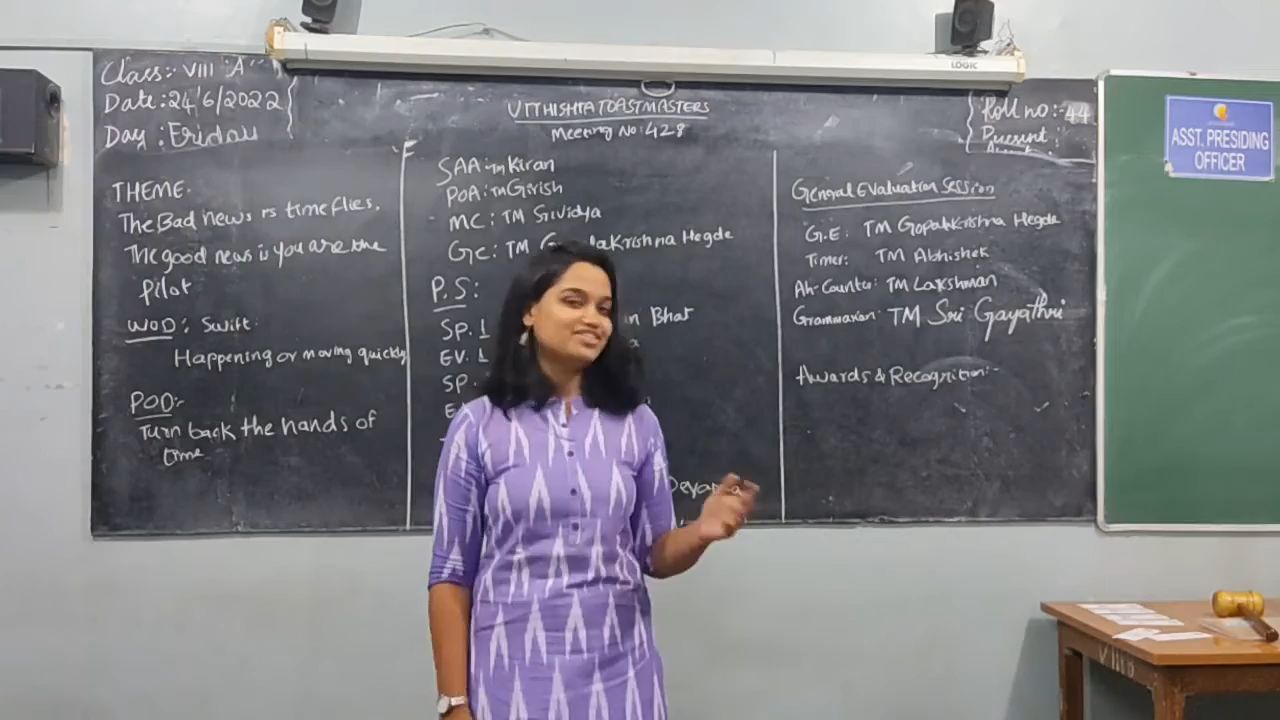 Class:- VIII "A"
Date: 24/6/2022
Day: Friday
THEME.
The Bad news is time flies.
The good news is you are the
Pilot
WOD: Swift.
Happening or moving quickly
POD:-
Turn back the hands of
time
UTTHISHTA TOASTMASTERS
Meeting No: 428
SAA: Tm Kiran
POA: Tm Girish
MC: TM Srividya
GE: TM Krishna Hegde
P.S:
SP. 1 Bhat
EV. 1
SP.
General Evaluation Session
G.E: TM Gopalakrishna Hegde
Timer: TM Abhishek
Ah-Counter: TM Lakshman
Grammarian: TM Sri Gayathri
Awards & Recognition:-
Roll no:- 44
Present:
LOGIC
ASST. PRESIDING
OFFICER
VIII B